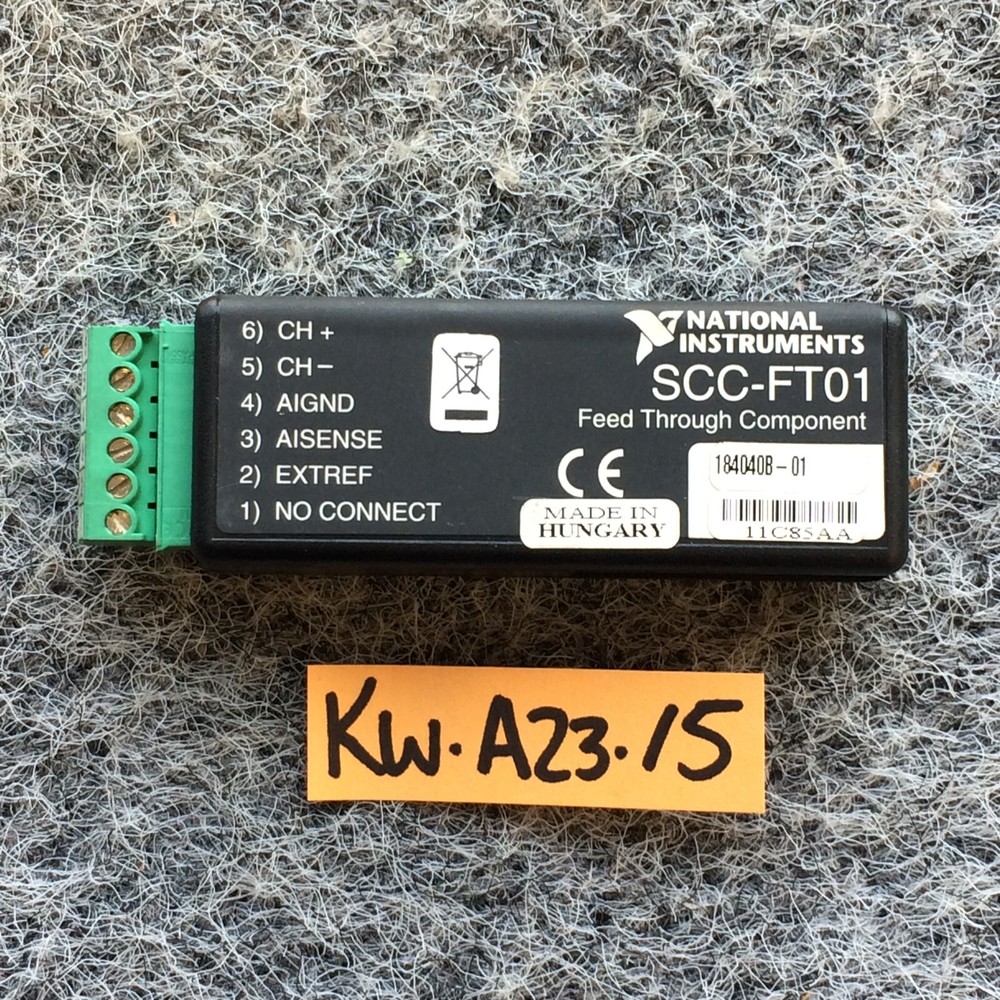 6) CH +
5) CH –
4) AIGND
3) AISENSE
2) EXTREF
1) NO CONNECT
NATIONAL
INSTRUMENTS
SCC-FT01
Feed Through Component
CE
MADE IN
HUNGARY
184040B-01
11C85AA
KW.A23.15